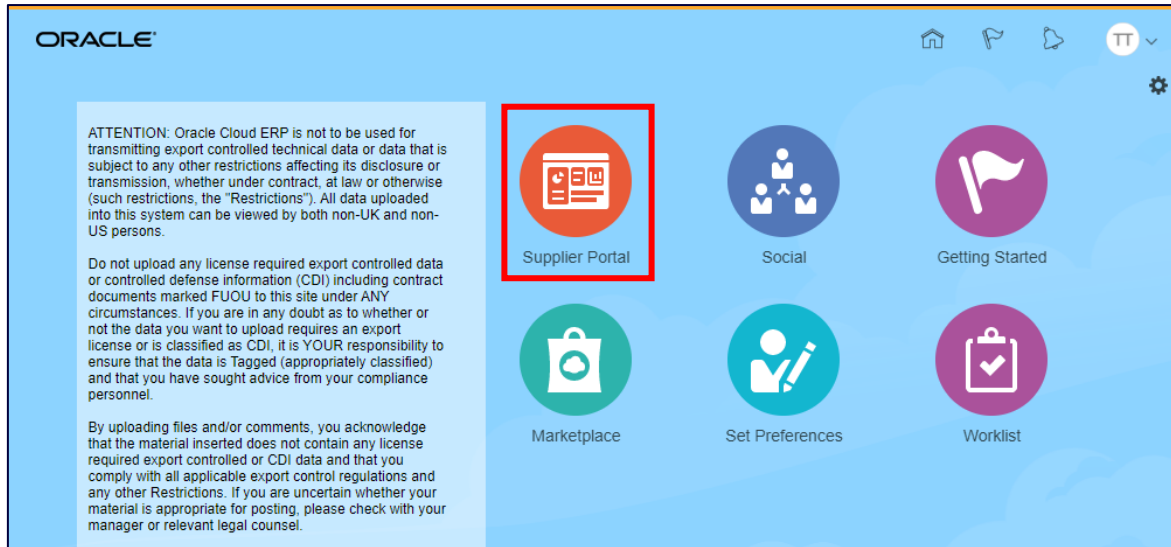 ORACLE
TT
ATTENTION: Oracle Cloud ERP is not to be used for
transmitting export controlled technical data or data that is
subject to any other restrictions affecting its disclosure or
transmission, whether under contract, at law or otherwise
(such restrictions, the "Restrictions"). All data uploaded
into this system can be viewed by both non-UK and non-
US persons.
Do not upload any license required export controlled data
or controlled defense information (CDI) including contract
documents marked FUOU to this site under ANY
circumstances. If you are in any doubt as to whether or
not the data you want to upload requires an export
license or is classified as CDI, it is YOUR responsibility to
ensure that the data is Tagged (appropriately classified)
and that you have sought advice from your compliance
personnel.
By uploading files and/or comments, you acknowledge
that the material inserted does not contain any license
required export controlled or CDI data and that you
comply with all applicable export control regulations and
any other Restrictions. If you are uncertain whether your
material is appropriate for posting, please check with your
manager or relevant legal counsel.
Supplier Portal
Social
Getting Started
Marketplace
Set Preferences
Worklist